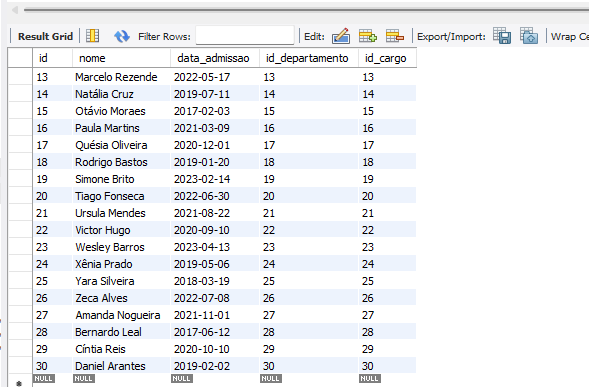 Result Grid Filter Rows: Edit: Export/Import: Wrap Ce
id nome data_admissao id_departamento id_cargo
13 Marcelo Rezende 2022-05-17 13 13
14 Natália Cruz 2019-07-11 14 14
15 Otávio Moraes 2017-02-03 15 15
16 Paula Martins 2021-03-09 16 16
17 Quésia Oliveira 2020-12-01 17 17
18 Rodrigo Bastos 2019-01-20 18 18
19 Simone Brito 2023-02-14 19 19
20 Tiago Fonseca 2022-06-30 20 20
21 Ursula Mendes 2021-08-22 21 21
22 Victor Hugo 2020-09-10 22 22
23 Wesley Barros 2023-04-13 23 23
24 Xênia Prado 2019-05-06 24 24
25 Yara Silveira 2018-03-19 25 25
26 Zeca Alves 2022-07-08 26 26
27 Amanda Nogueira 2021-11-01 27 27
28 Bernardo Leal 2017-06-12 28 28
29 Cíntia Reis 2020-10-10 29 29
30 Daniel Arantes 2019-02-02 30 30
NULL NULL NULL NULL NULL